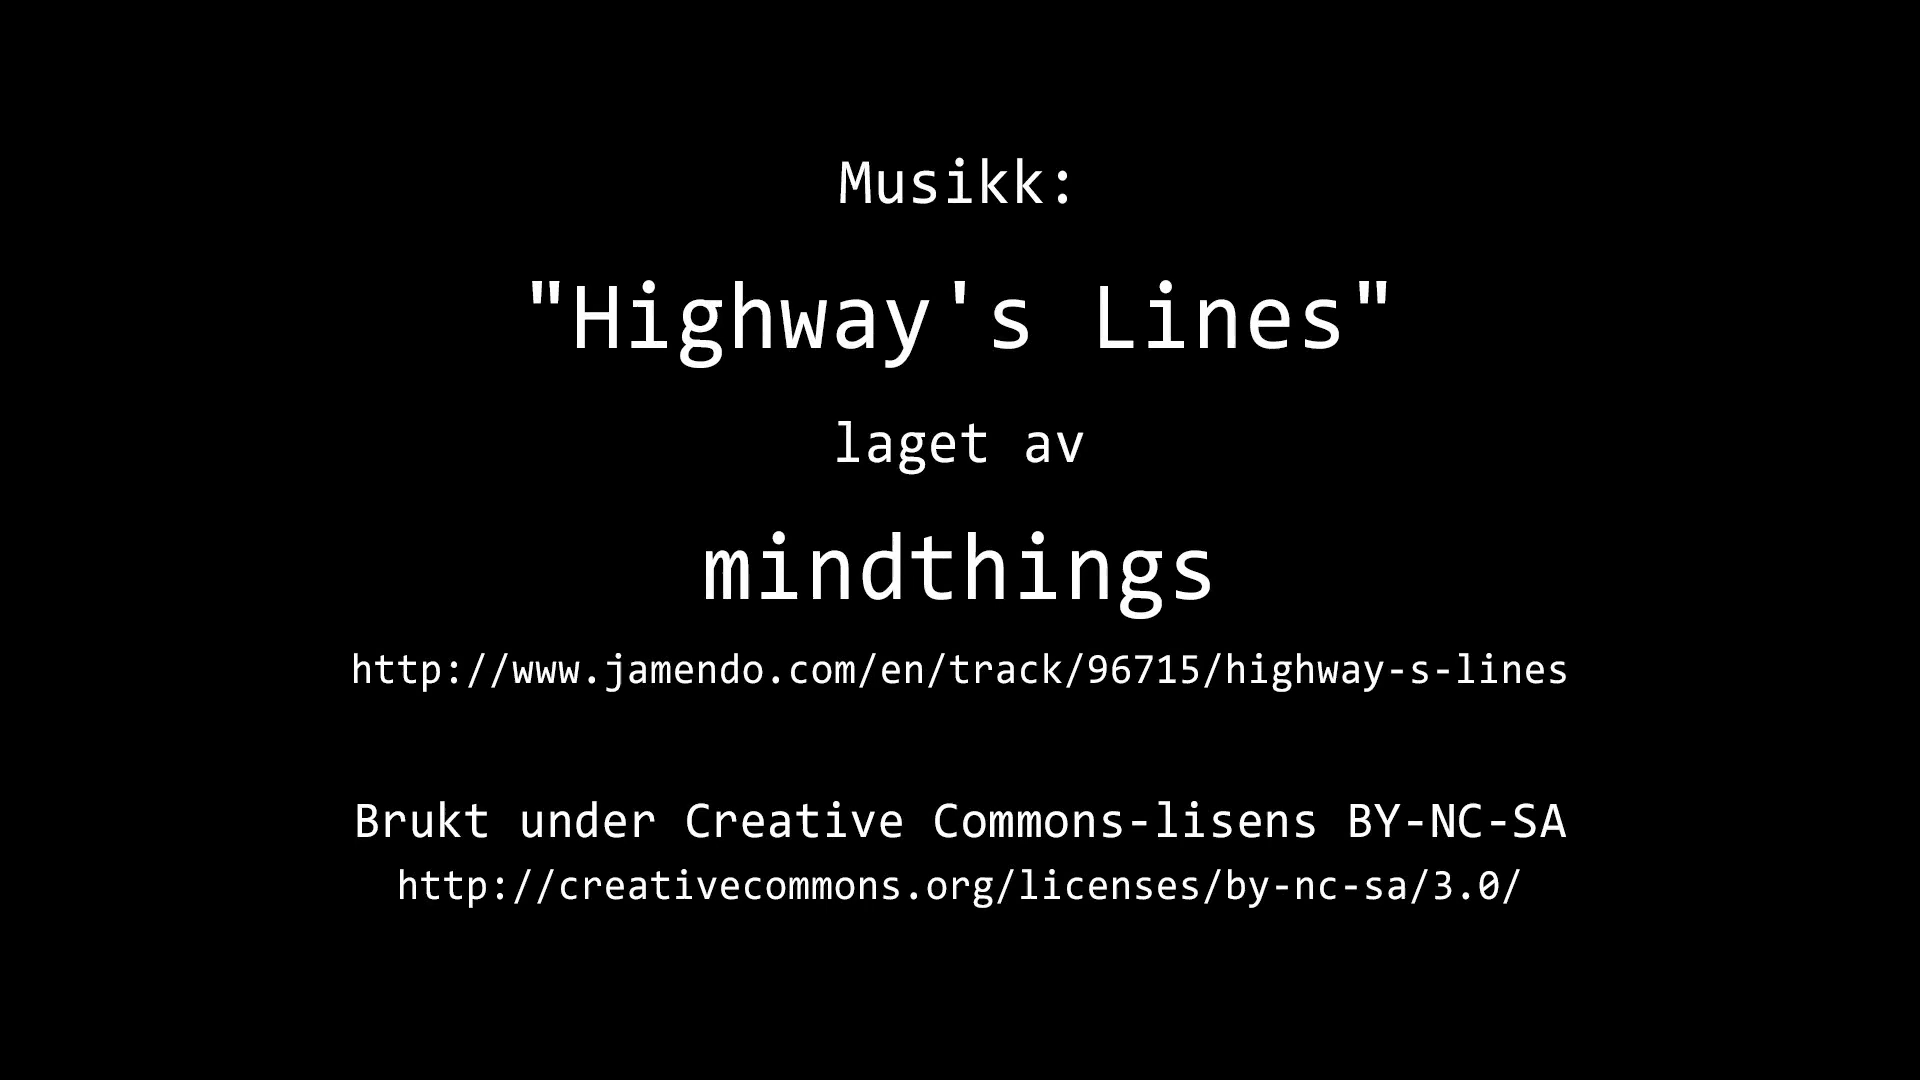 Musikk:
"Highway's Lines"
laget av
mindthings
http://www.jamendo.com/en/track/96715/highway-s-lines
Brukt under Creative Commons-lisens BY-NC-SA
http://creativecommons.org/licenses/by-nc-sa/3.0/